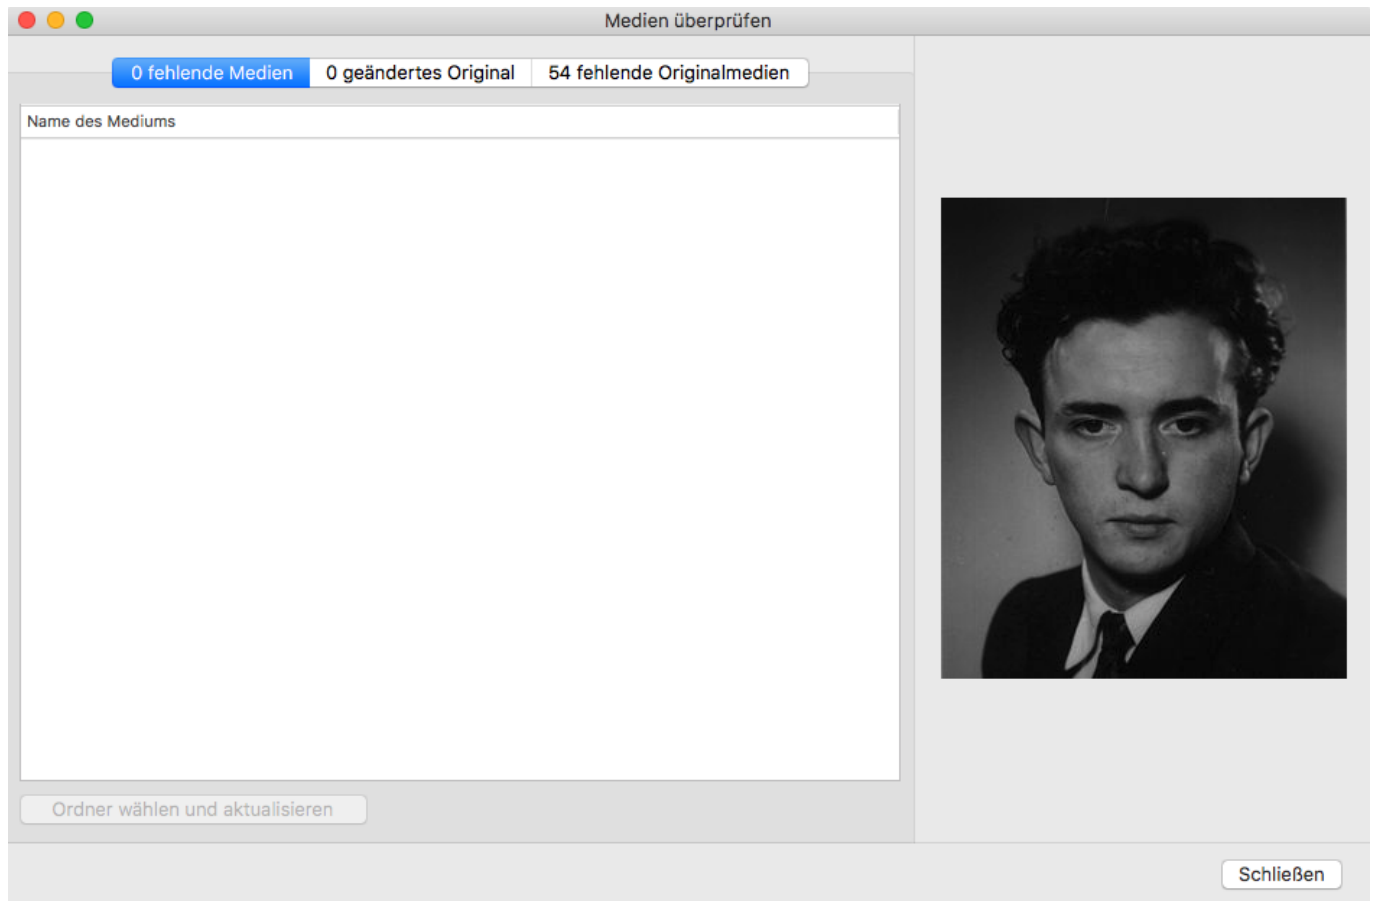 Medien überprüfen
0 fehlende Medien
0 geändertes Original
54 fehlende Originalmedien
Name des Mediums
Ordner wählen und aktualisieren
Schließen